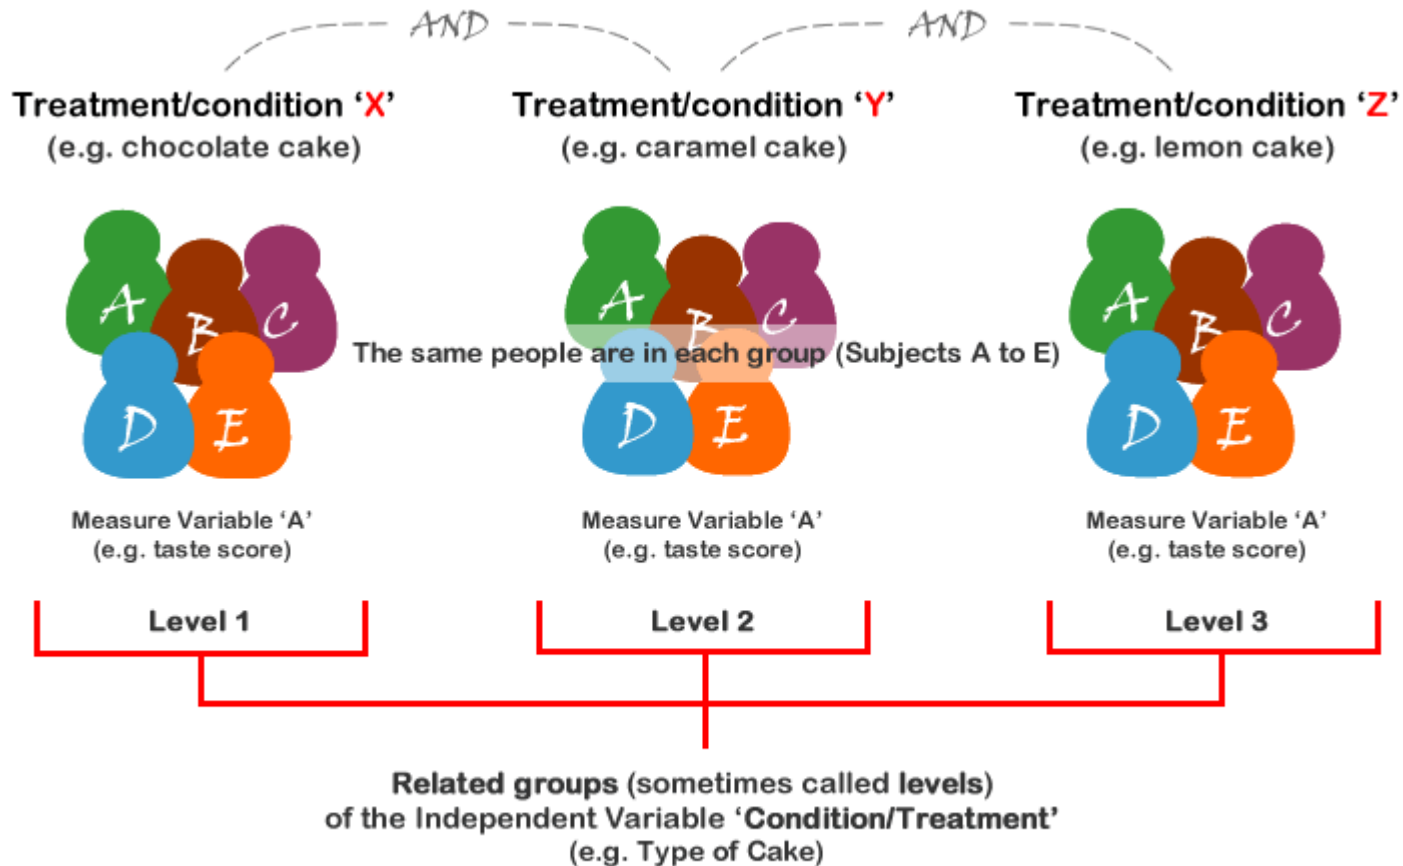 AND AND
Treatment/condition ‘X’ Treatment/condition ‘Y’ Treatment/condition ‘Z’
(e.g. chocolate cake) (e.g. caramel cake) (e.g. lemon cake)
A B C A B C A B C
The same people are in each group (Subjects A to E)
D E D E D E
Measure Variable ‘A’ Measure Variable ‘A’ Measure Variable ‘A’
(e.g. taste score) (e.g. taste score) (e.g. taste score)
Level 1 Level 2 Level 3
Related groups (sometimes called levels)
of the Independent Variable ‘Condition/Treatment’
(e.g. Type of Cake)